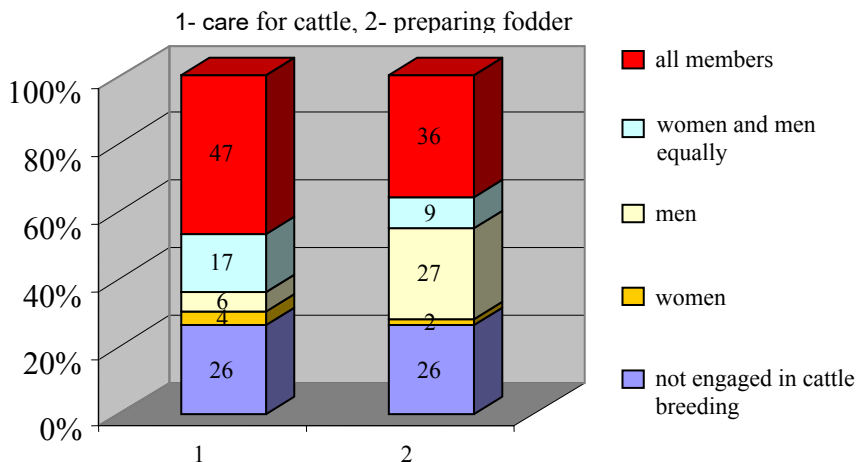 1- care for cattle, 2- preparing fodder
100%
80%
60%
40%
20%
0%
47
17
6
4
26
36
9
27
2
26
1
2
all members
women and men
equally
men
women
not engaged in cattle
breeding